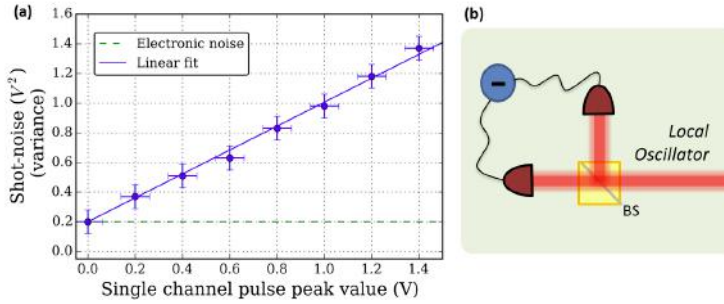 (a)
1.6
1.4
1.2
1.0
0.8
0.6
0.4
0.2
0.0
Shot-noise (V²)
(variance)
Electronic noise
Linear fit
0.0 0.2 0.4 0.6 0.8 1.0 1.2 1.4
Single channel pulse peak value (V)
(b)
-
Local
Oscillator
BS